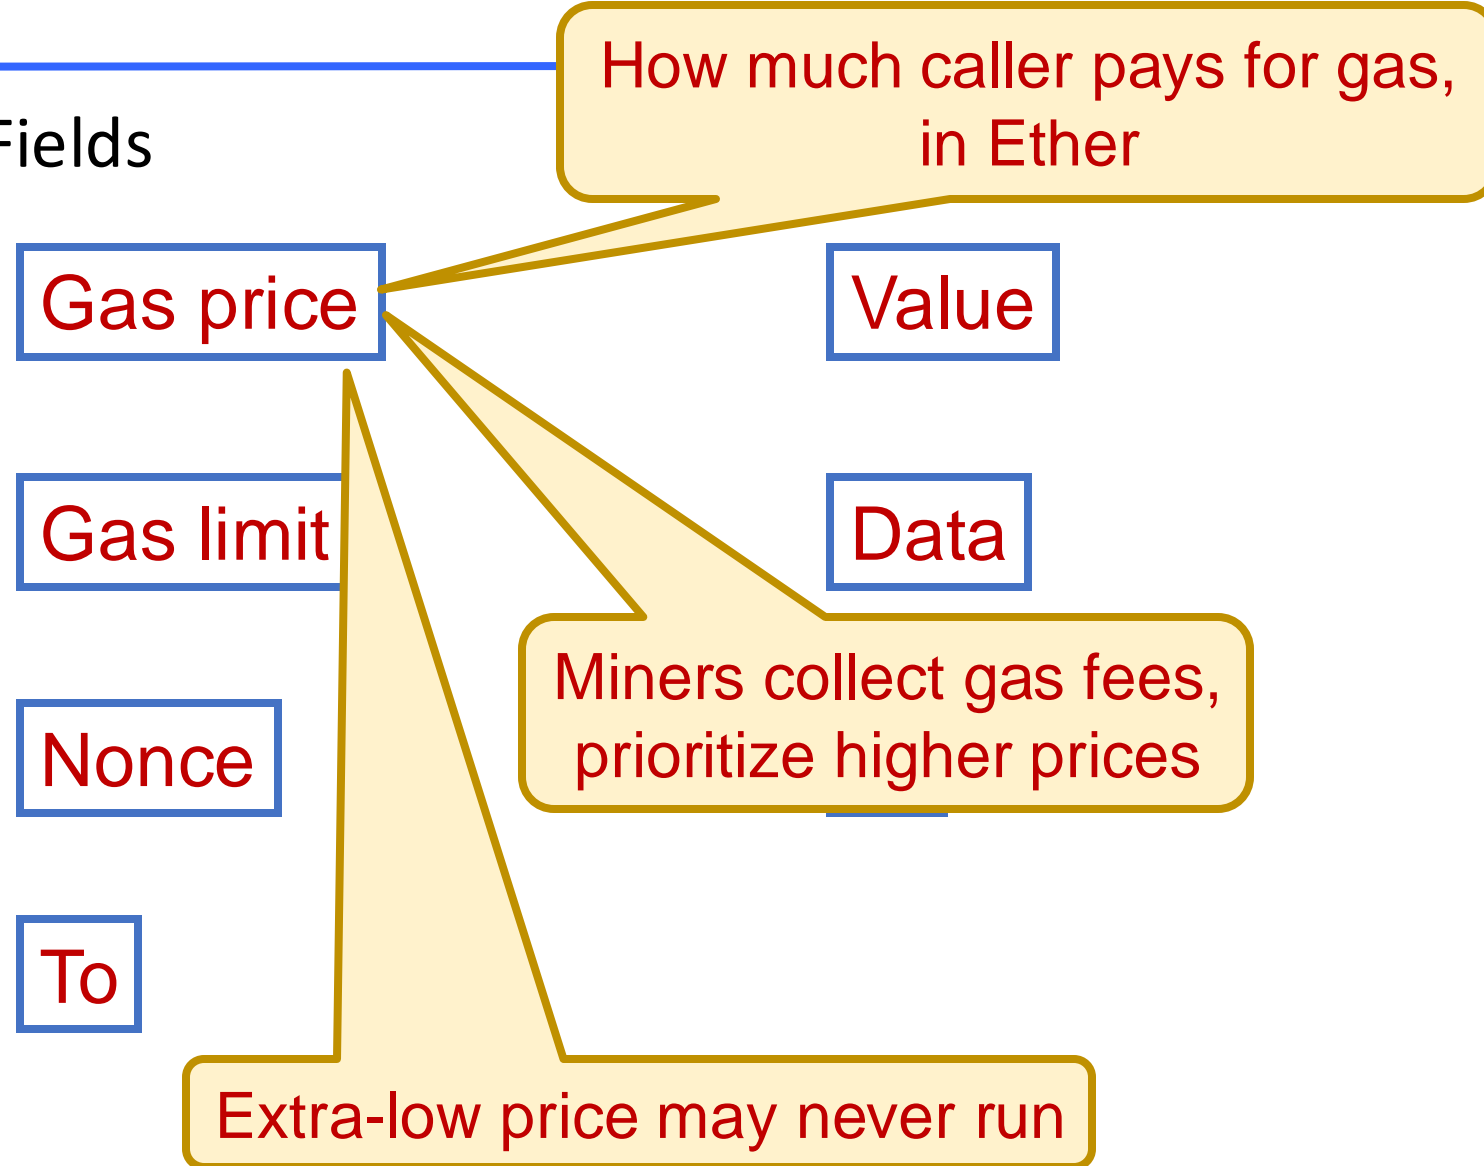 How much caller pays for gas,
in Ether
Fields
Gas price
Value
Gas limit
Data
Miners collect gas fees,
prioritize higher prices
Nonce
To
Extra-low price may never run